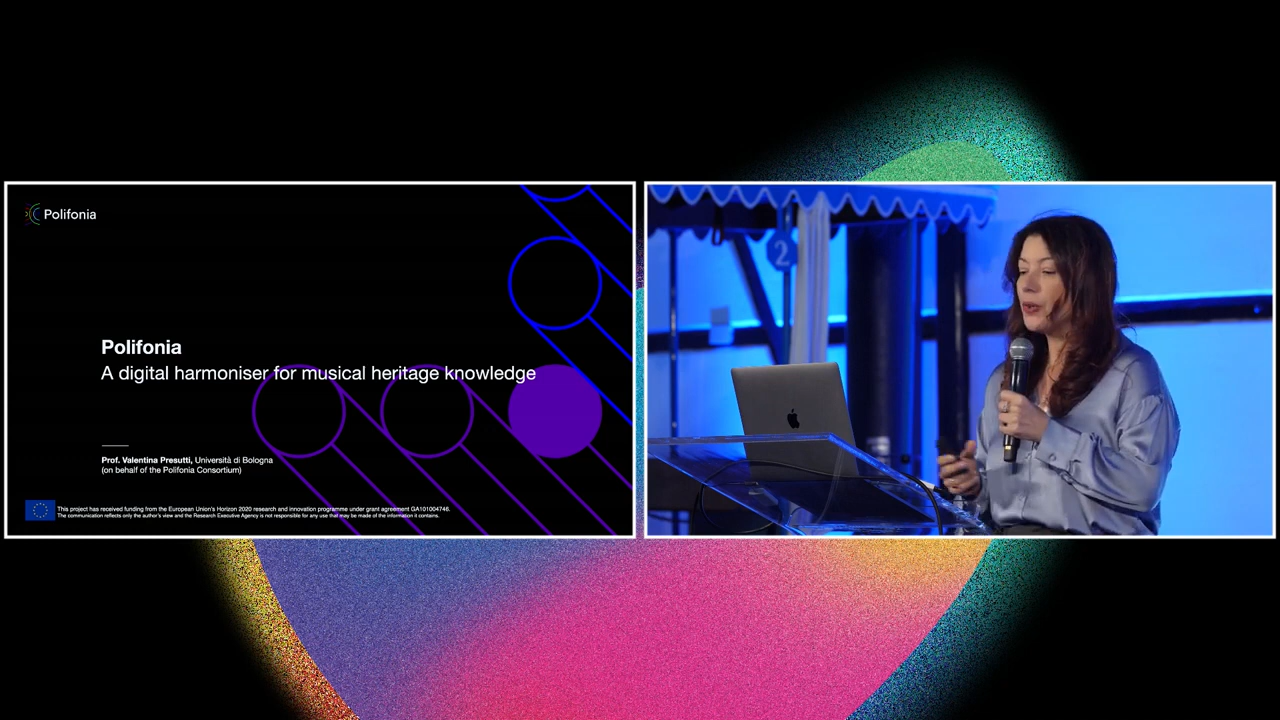 Polifonia
Polifonia
A digital harmoniser for musical heritage knowledge
Prof. Valentina Presutti, Università di Bologna
(on behalf of the Polifonia Consortium)
This project has received funding from the European Union's Horizon 2020 research and innovation programme under grant agreement GA101004746.
The communication reflects only the author's view and the Research Executive Agency is not responsible for any use that may be made of the information it contains.
2